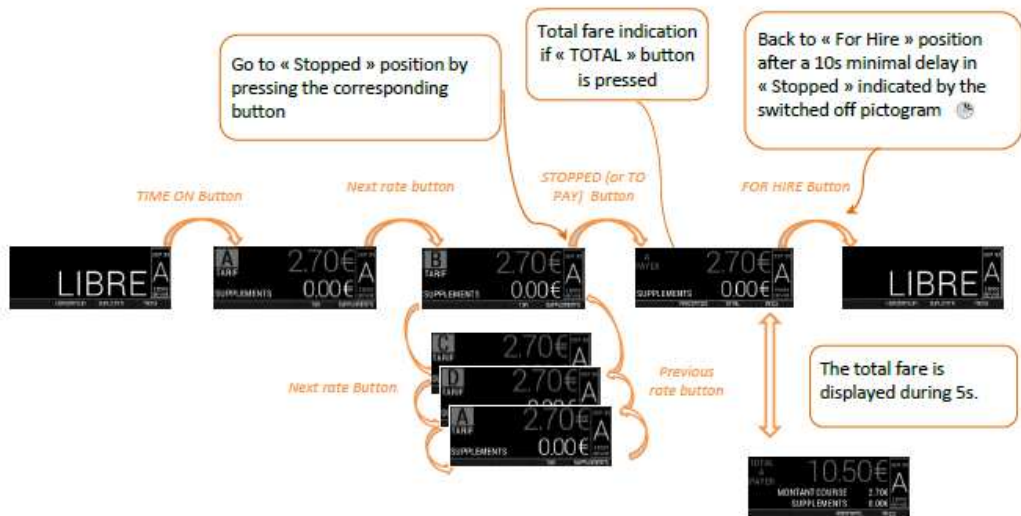 Go to « Stopped » position by
pressing the corresponding
button
Total fare indication
if « TOTAL » button
is pressed
Back to « For Hire » position
after a 10s minimal delay in
« Stopped » indicated by the
switched off pictogram
TIME ON Button
Next rate button
STOPPED (or TO
PAY) Button
FOR HIRE Button
LIBRE
A
A
TARIF
2.70€
SUPPLEMENTS
0.00€
A
B
TARIF
2.70€
SUPPLEMENTS
0.00€
A
A
PAYER
2.70€
SUPPLEMENTS
0.00€
A
LIBRE
A
C
TARIF
2.70€
D
TARIF
2.70€
0.00€
A
A
TARIF
2.70€
SUPPLEMENTS
0.00€
A
Next rate Button
Previous
rate button
The total fare is
displayed during 5s.
TOTAL
A
PAYER
10.50€
MONTANT COURSE 2.70€
SUPPLEMENTS 0.00€
A